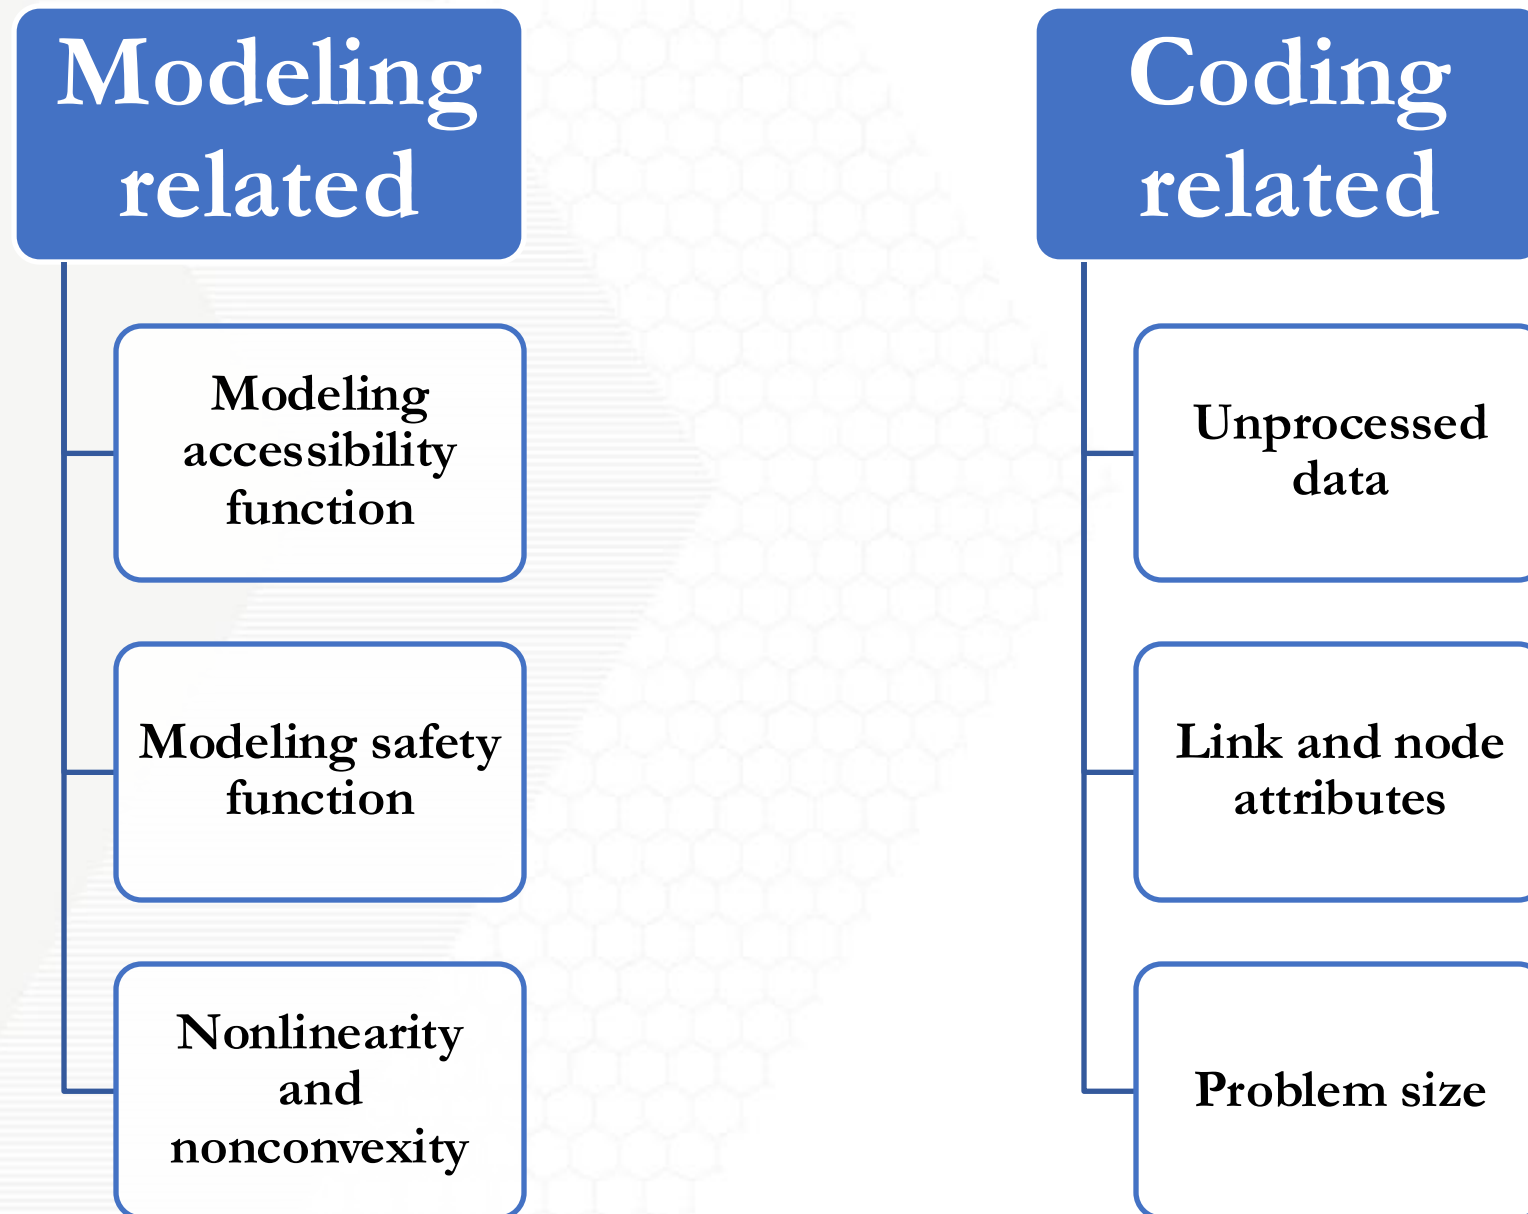 Modeling
related
Modeling
accessibility
function
Modeling safety
function
Nonlinearity
and
nonconvexity
Coding
related
Unprocessed
data
Link and node
attributes
Problem size